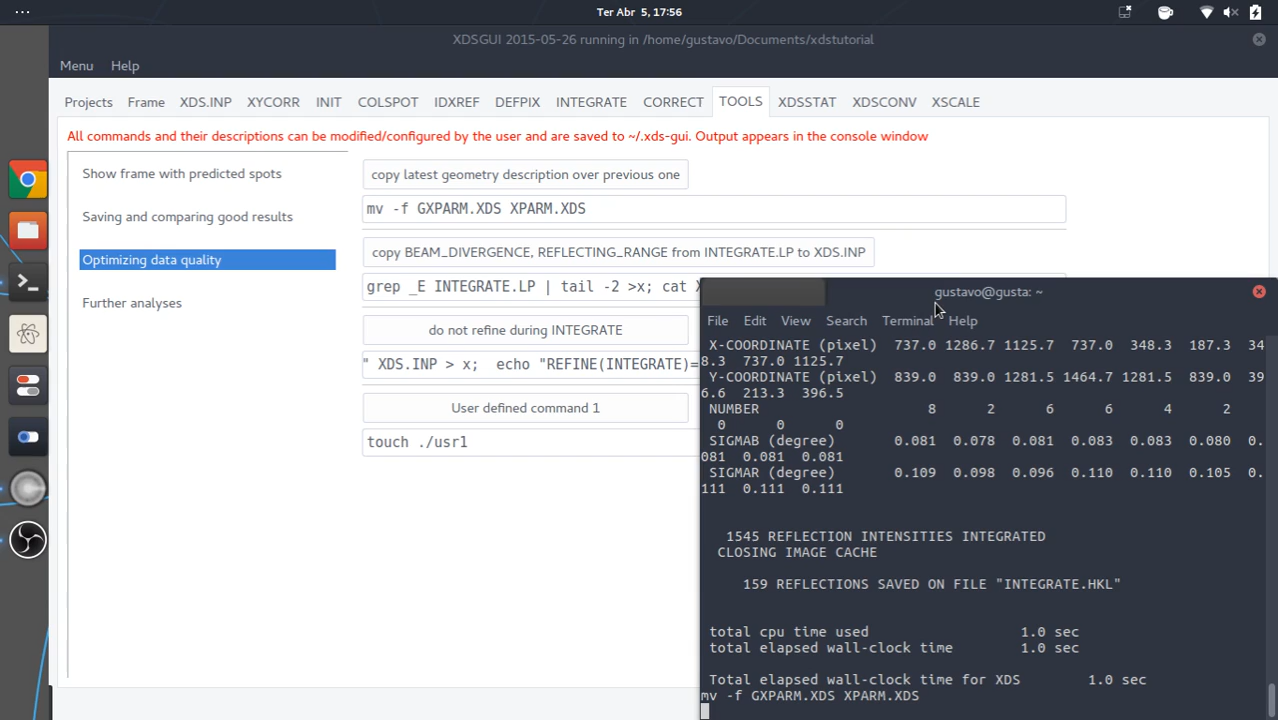 Ter Abr 5, 17:56
XDSGUI 2015-05-26 running in /home/gustavo/Documents/xdstutorial
Menu Help
Projects Frame XDS.INP XYCORR INIT COLSPOT IDXREF DEFPIX INTEGRATE CORRECT TOOLS XDSSTAT XDSCONV XSCALE
All commands and their descriptions can be modified/configured by the user and are saved to ~/.xds-gui. Output appears in the console window
Show frame with predicted spots
Saving and comparing good results
Optimizing data quality
Further analyses
copy latest geometry description over previous one
mv -f GXPARM.XDS XPARM.XDS
copy BEAM_DIVERGENCE, REFLECTING_RANGE from INTEGRATE.LP to XDS.INP
grep _E INTEGRATE.LP | tail -2 >x; cat
do not refine during INTEGRATE
" XDS.INP > x; echo "REFINE(INTEGRATE)=
User defined command 1
touch ./usr1
gustavo@gusta: ~
File Edit View Search Terminal Help
X-COORDINATE (pixel) 737.0 1286.7 1125.7 737.0 348.3 187.3 34
8.3 737.0 1125.7
Y-COORDINATE (pixel) 839.0 839.0 1281.5 1464.7 1281.5 839.0 39
6.6 213.3 396.5
NUMBER 8 2 6 6 4 2
0 0 0
SIGMAB (degree) 0.081 0.078 0.081 0.083 0.083 0.080 0.
081 0.081 0.081
SIGMAR (degree) 0.109 0.098 0.096 0.110 0.110 0.105 0.
111 0.111 0.111
1545 REFLECTION INTENSITIES INTEGRATED
CLOSING IMAGE CACHE
159 REFLECTIONS SAVED ON FILE "INTEGRATE.HKL"
total cpu time used 1.0 sec
total elapsed wall-clock time 1.0 sec
Total elapsed wall-clock time for XDS 1.0 sec
mv -f GXPARM.XDS XPARM.XDS